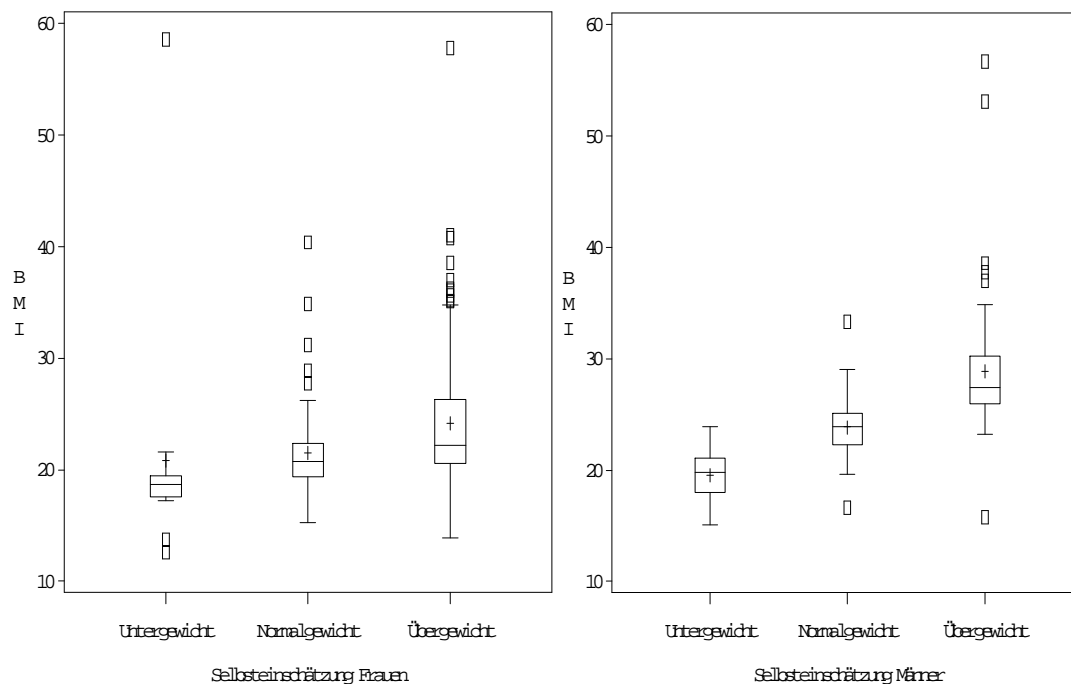 60
50
40
30
20
10
B
M
I
Untergewicht Normalgewicht Übergewicht
Selbsteinschätzung Frauen
60
50
40
30
20
10
B
M
I
Untergewicht Normalgewicht Übergewicht
Selbsteinschätzung Männer